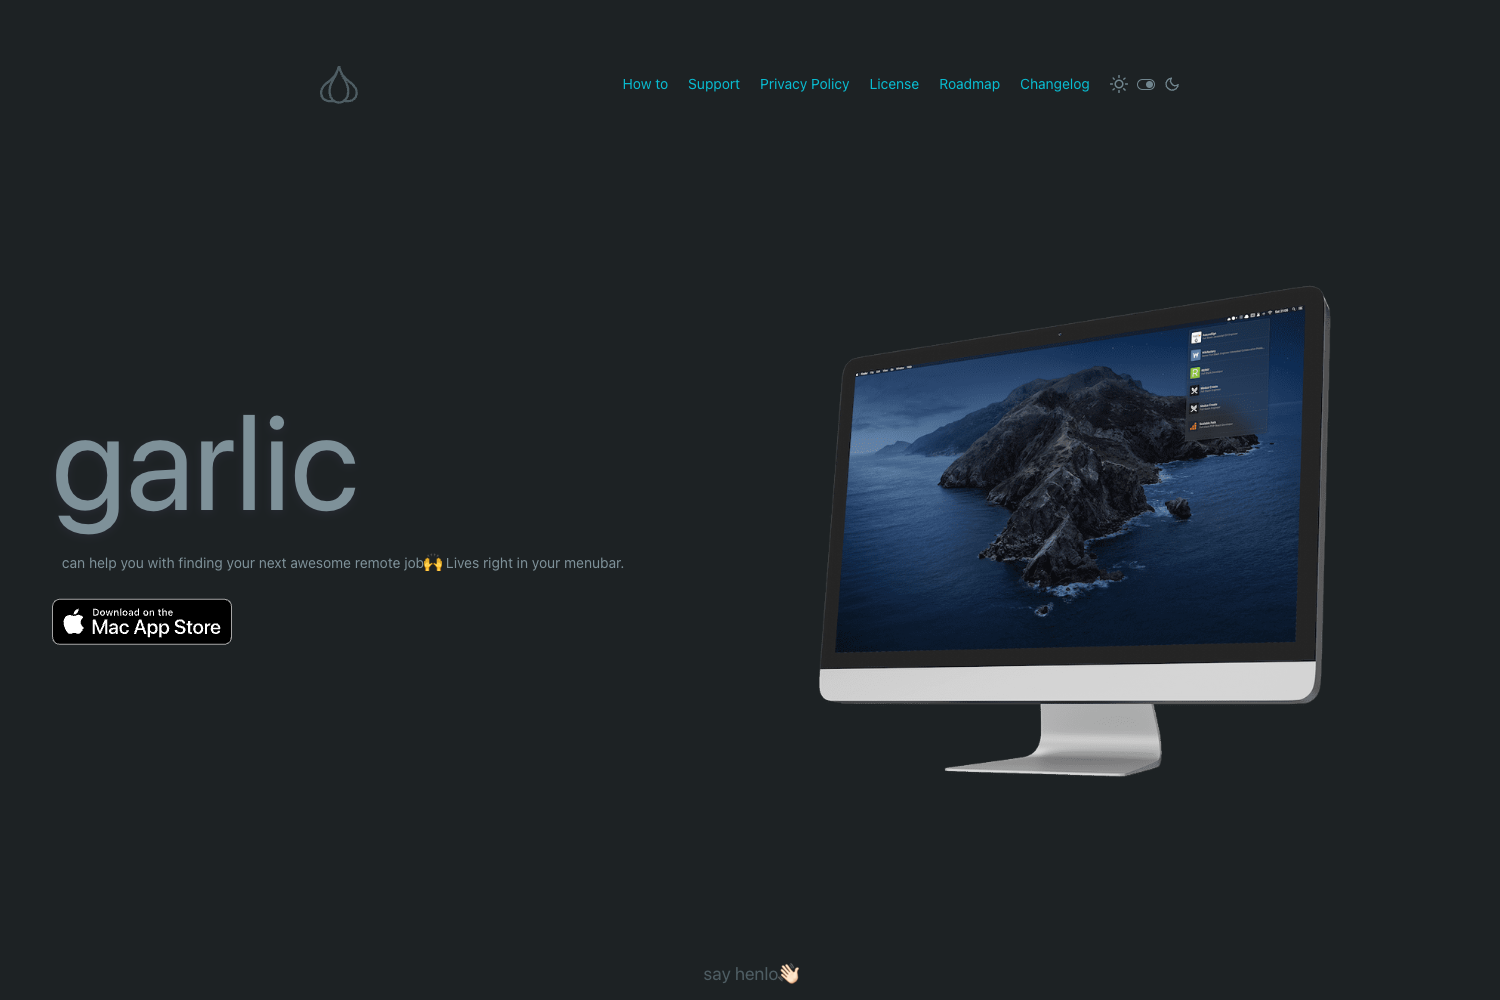 How to Support Privacy Policy License Roadmap Changelog
garlic
can help you with finding your next awesome remote job🙌 Lives right in your menubar.
Download on the
Mac App Store
say henlo👋🏻